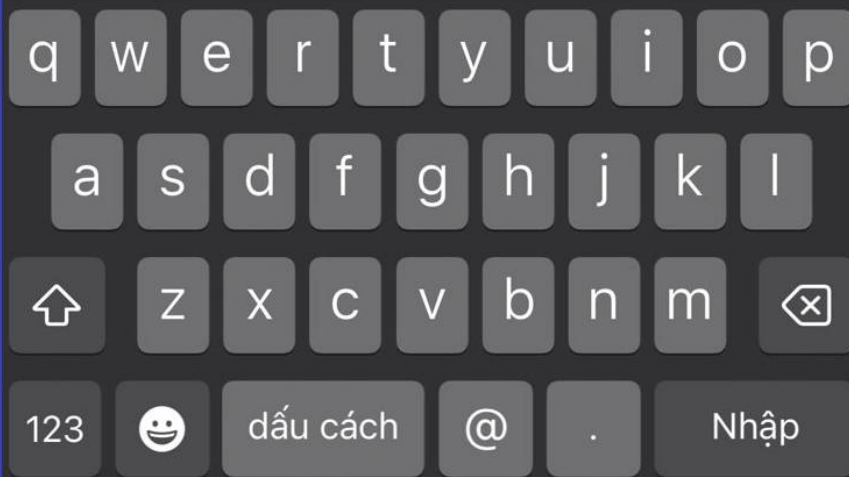 q w e r t y u i o p
a s d f g h j k l
z x c v b n m
123 dấu cách @ . Nhập